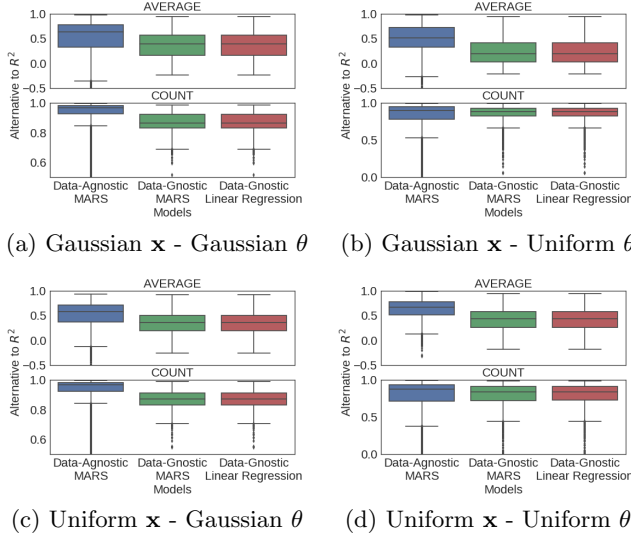 AVERAGE
1.0
0.5
0.0
−0.5
Alternative to R²
COUNT
1.0
0.8
0.6
Data-Agnostic MARS
Data-Gnostic MARS
Data-Gnostic Linear Regression
Models
(a) Gaussian x - Gaussian θ
AVERAGE
1.0
0.5
0.0
−0.5
Alternative to R²
COUNT
1.0
0.5
0.0
Data-Agnostic MARS
Data-Gnostic MARS
Data-Gnostic Linear Regression
Models
(b) Gaussian x - Uniform θ
AVERAGE
1.0
0.5
0.0
−0.5
Alternative to R²
COUNT
1.0
0.8
0.6
Data-Agnostic MARS
Data-Gnostic MARS
Data-Gnostic Linear Regression
Models
(c) Uniform x - Gaussian θ
AVERAGE
1.0
0.5
0.0
−0.5
Alternative to R²
COUNT
1.0
0.5
0.0
Data-Agnostic MARS
Data-Gnostic MARS
Data-Gnostic Linear Regression
Models
(d) Uniform x - Uniform θ